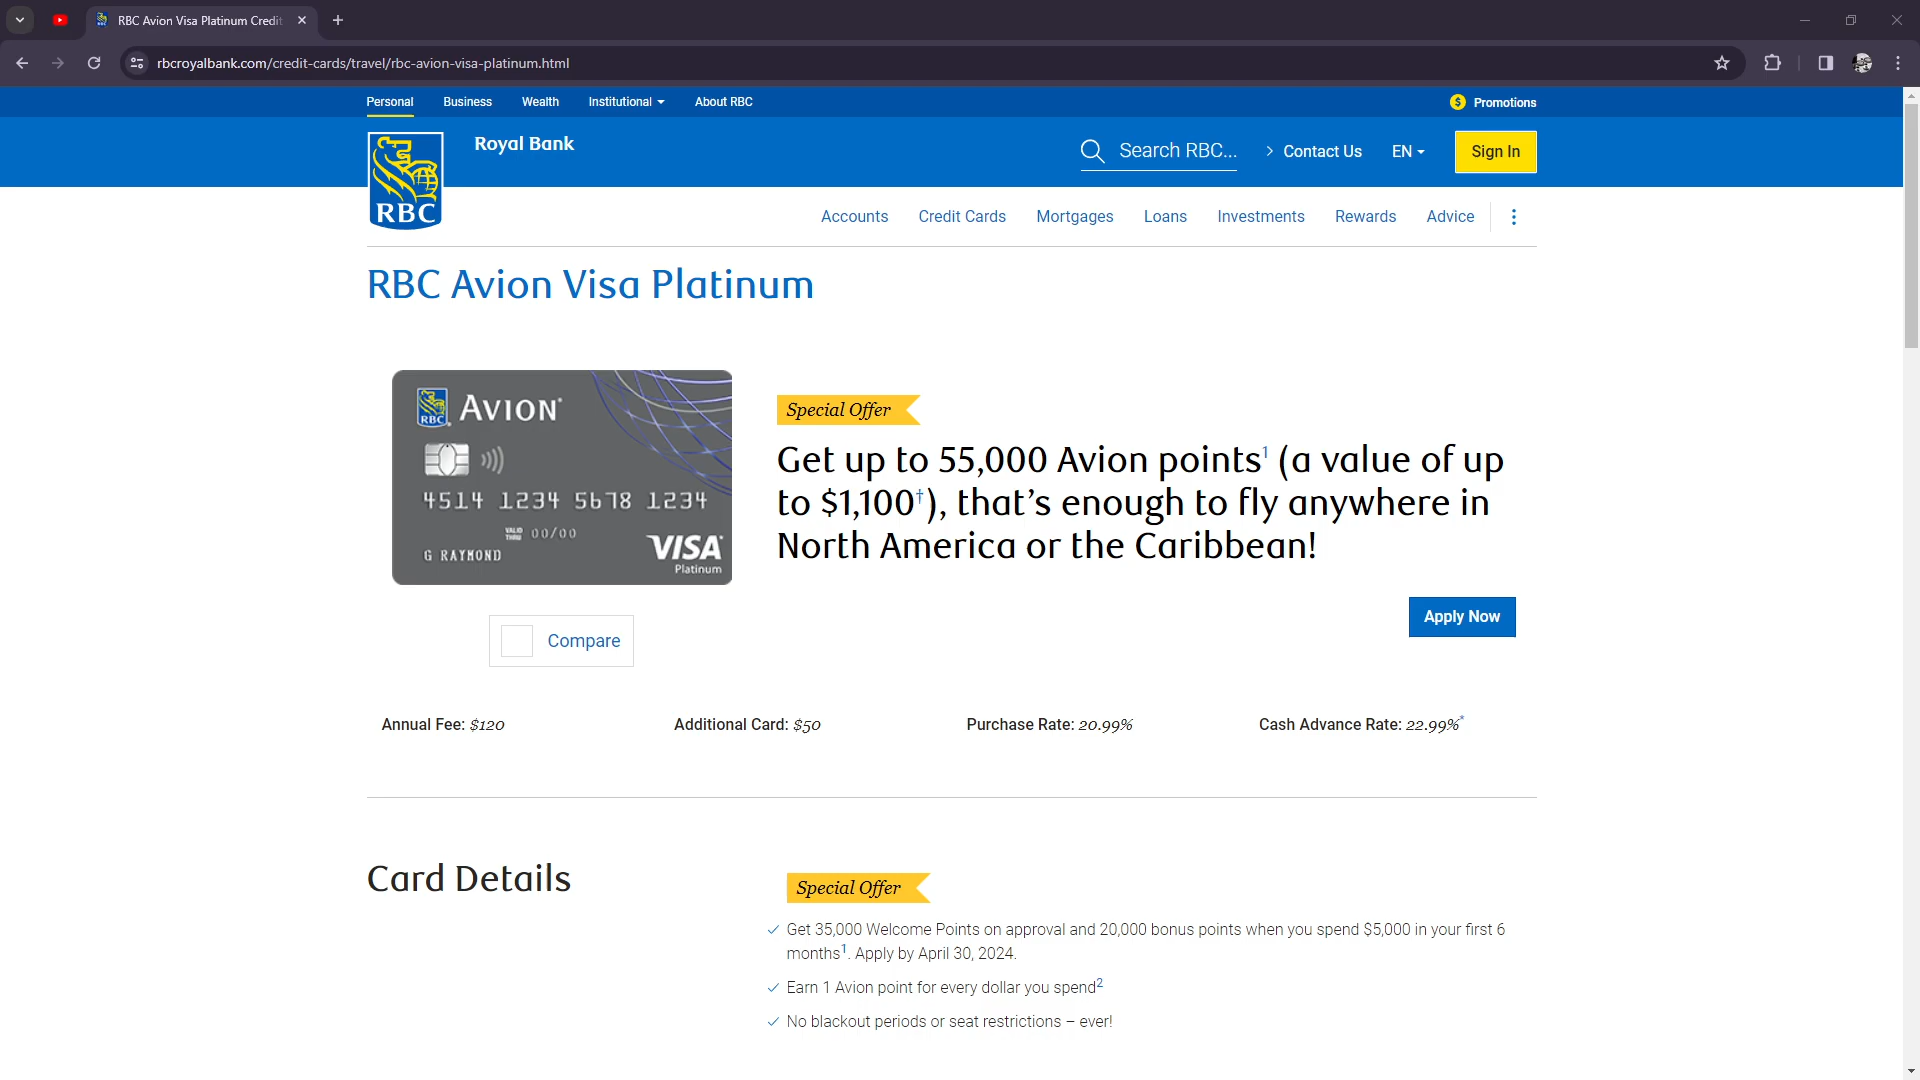 RBC Avion Visa Platinum Credit
rbcroyalbank.com/credit-cards/travel/rbc-avion-visa-platinum.html
Personal Business Wealth Institutional About RBC
$ Promotions
Royal Bank
Search RBC... Contact Us EN Sign In
RBC
Accounts Credit Cards Mortgages Loans Investments Rewards Advice
RBC Avion Visa Platinum
RBC AVION®
4514 1234 5678 1234
VALID THRU 00/00
G RAYMOND
VISA
Platinum
Compare
Special Offer
Get up to 55,000 Avion points1 (a value of up
to $1,100†), that’s enough to fly anywhere in
North America or the Caribbean!
Apply Now
Annual Fee: $120 Additional Card: $50 Purchase Rate: 20.99% Cash Advance Rate: 22.99%*
Card Details
Special Offer
Get 35,000 Welcome Points on approval and 20,000 bonus points when you spend $5,000 in your first 6
months1. Apply by April 30, 2024.
Earn 1 Avion point for every dollar you spend2
No blackout periods or seat restrictions – ever!